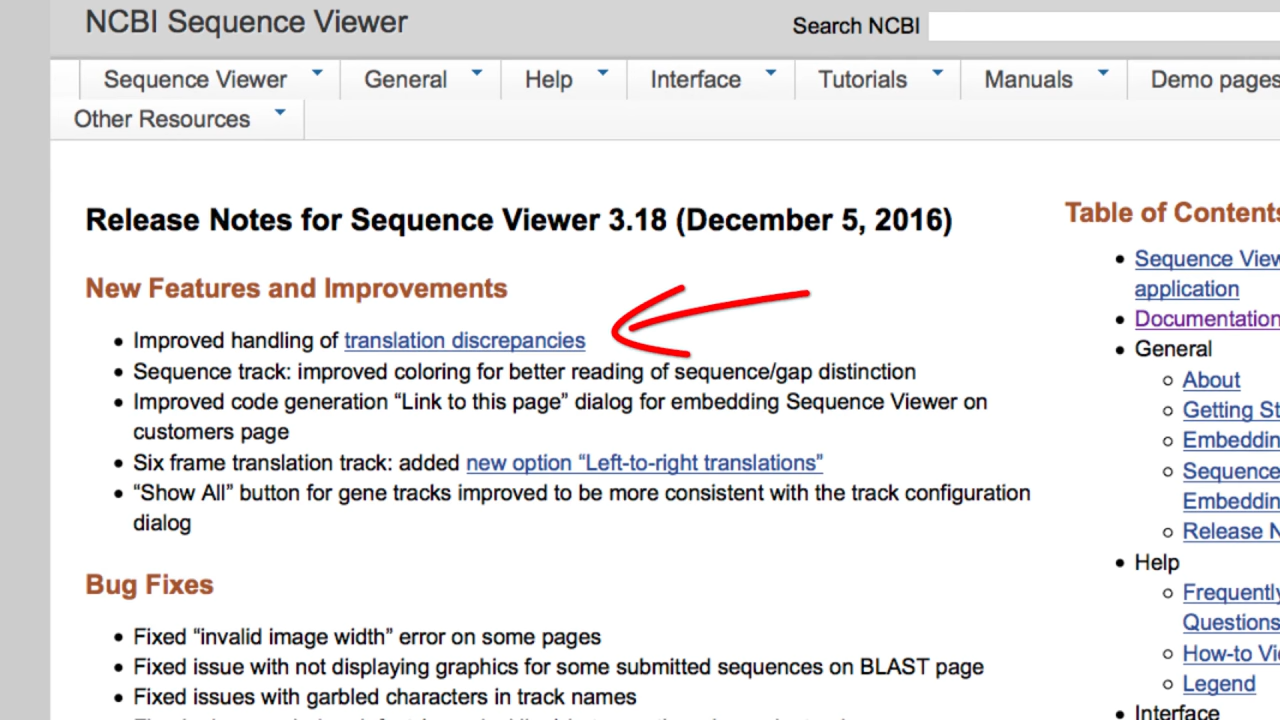 NCBI Sequence Viewer
Search NCBI
Sequence Viewer General Help Interface Tutorials Manuals Demo pages
Other Resources
Release Notes for Sequence Viewer 3.18 (December 5, 2016)
New Features and Improvements
• Improved handling of translation discrepancies
• Sequence track: improved coloring for better reading of sequence/gap distinction
• Improved code generation “Link to this page” dialog for embedding Sequence Viewer on
customers page
• Six frame translation track: added new option “Left-to-right translations”
• “Show All” button for gene tracks improved to be more consistent with the track configuration
dialog
Bug Fixes
• Fixed “invalid image width” error on some pages
• Fixed issue with not displaying graphics for some submitted sequences on BLAST page
• Fixed issues with garbled characters in track names
Table of Contents
• Sequence View
application
• Documentation
• General
○ About
○ Getting St
○ Embeddin
○ Sequence
Embeddin
○ Release N
• Help
○ Frequently
Questions
○ How-to Vi
○ Legend
• Interface